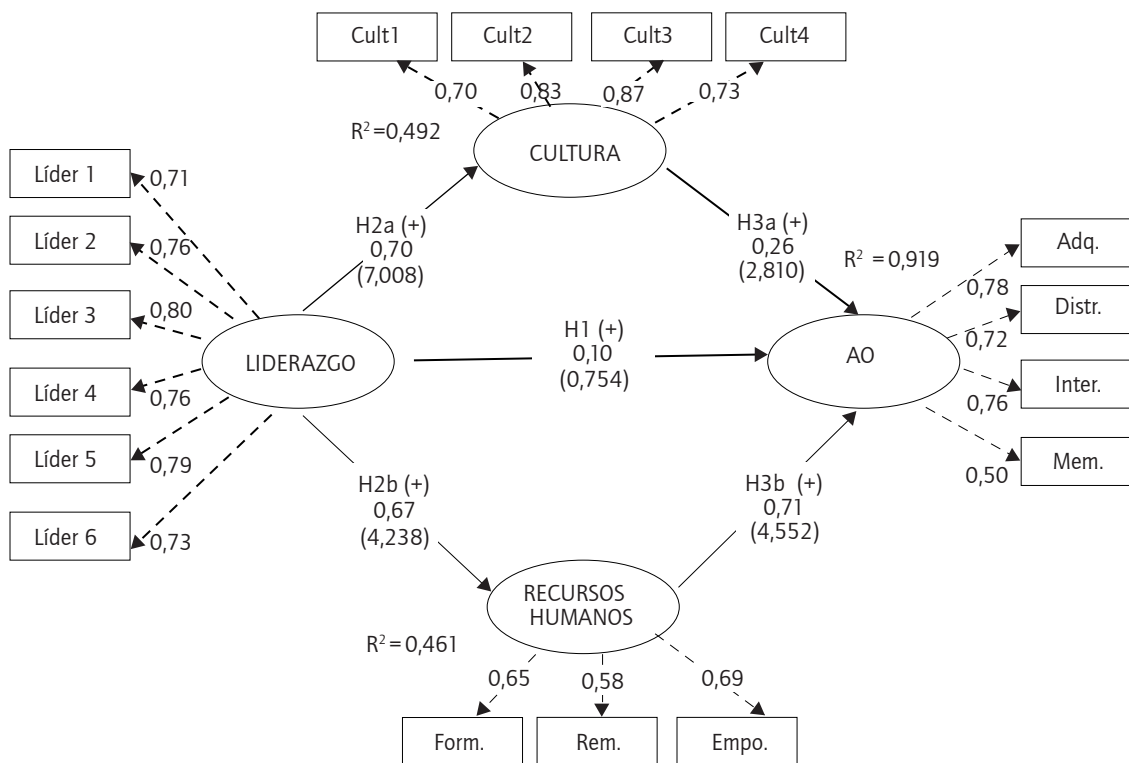 Cult1
Cult2
Cult3
Cult4
0,70
0,83
0,87
0,73
R²=0,492
CULTURA
Líder 1
0,71
Líder 2
0,76
Líder 3
0,80
Líder 4
0,76
Líder 5
0,79
Líder 6
0,73
LIDERAZGO
H2a (+)
0,70
(7,008)
H3a (+)
0,26
(2,810)
R² =0,919
H1 (+)
0,10
(0,754)
AO
Adq.
0,78
Distr.
0,72
Inter.
0,76
Mem.
0,50
H2b (+)
0,67
(4,238)
H3b (+)
0,71
(4,552)
RECURSOS
HUMANOS
R²=0,461
0,65
0,58
0,69
Form.
Rem.
Empo.